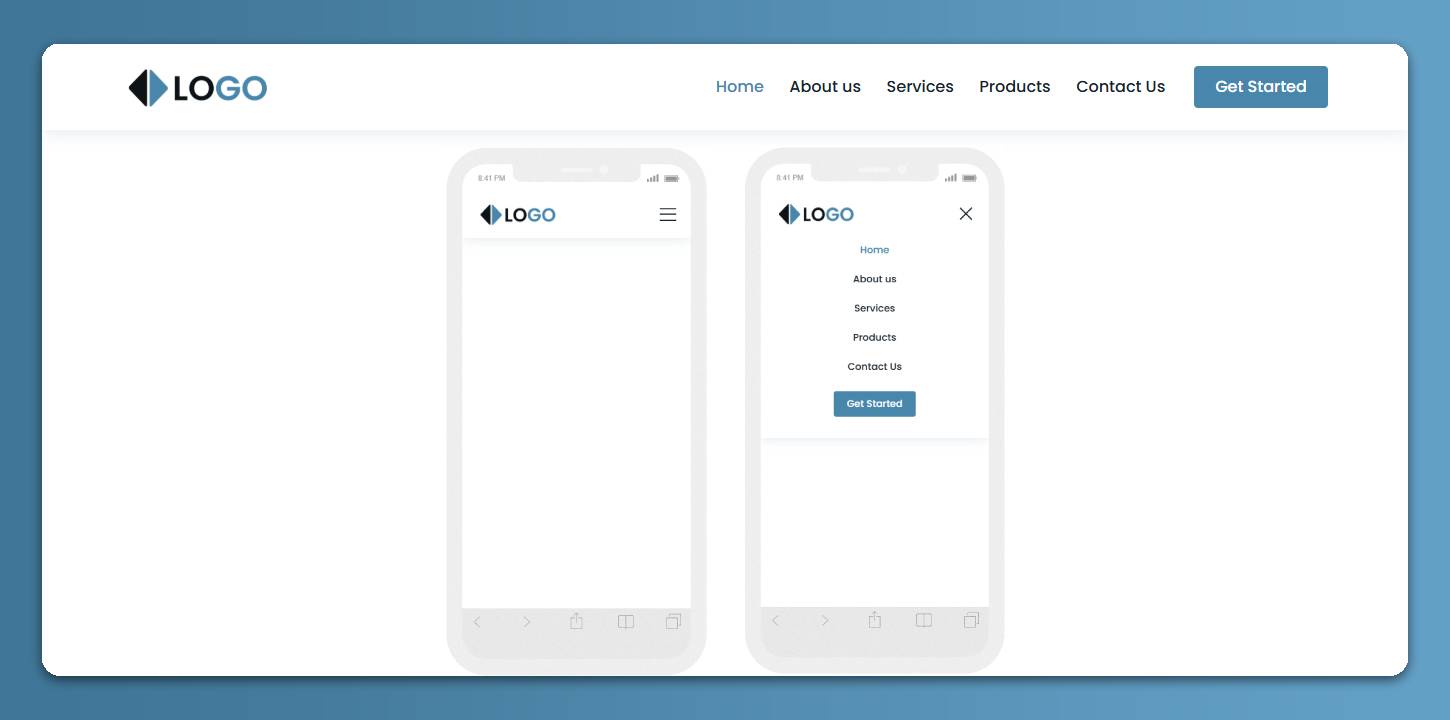 LOGO
Home About us Services Products Contact Us Get Started
8:41 PM
LOGO
8:41 PM
LOGO
Home
About us
Services
Products
Contact Us
Get Started